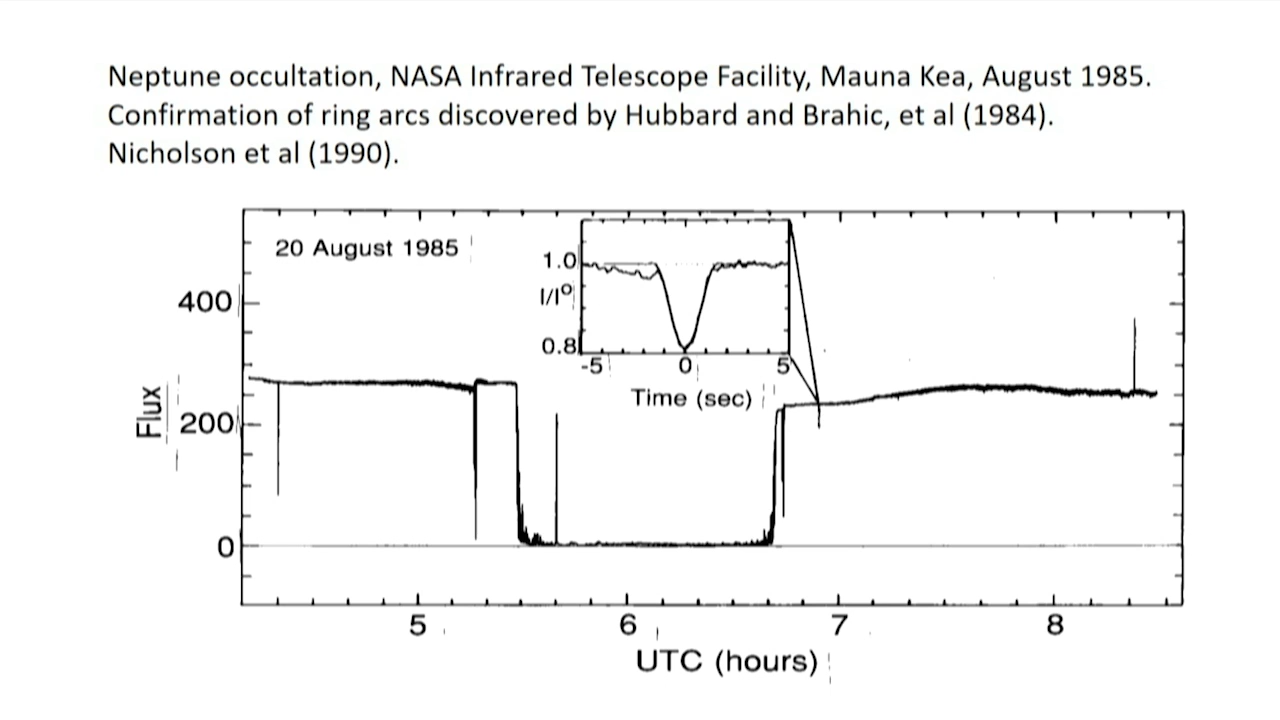 Neptune occultation, NASA Infrared Telescope Facility, Mauna Kea, August 1985.
Confirmation of ring arcs discovered by Hubbard and Brahic, et al (1984).
Nicholson et al (1990).
20 August 1985
1.0
I/I°
0.8
-5 0 5
Time (sec)
400
200
0
Flux
5 6 7 8
UTC (hours)